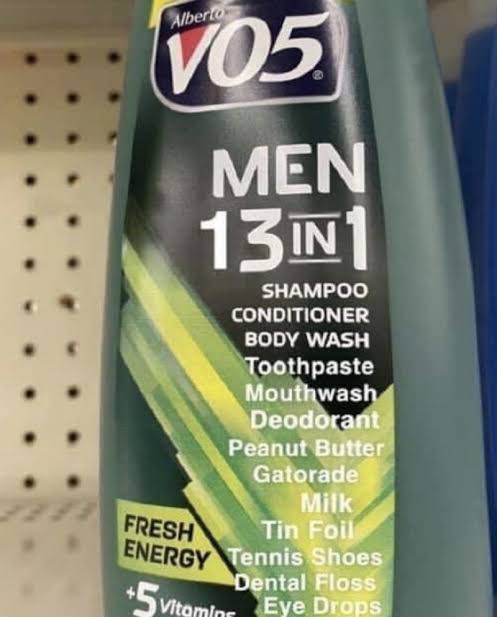 Alberto
VO5®
MEN
13 IN 1
SHAMPOO
CONDITIONER
BODY WASH
Toothpaste
Mouthwash
Deodorant
Peanut Butter
Gatorade
Milk
Tin Foil
Tennis Shoes
Dental Floss
Eye Drops
FRESH
ENERGY
+5 Vitamins